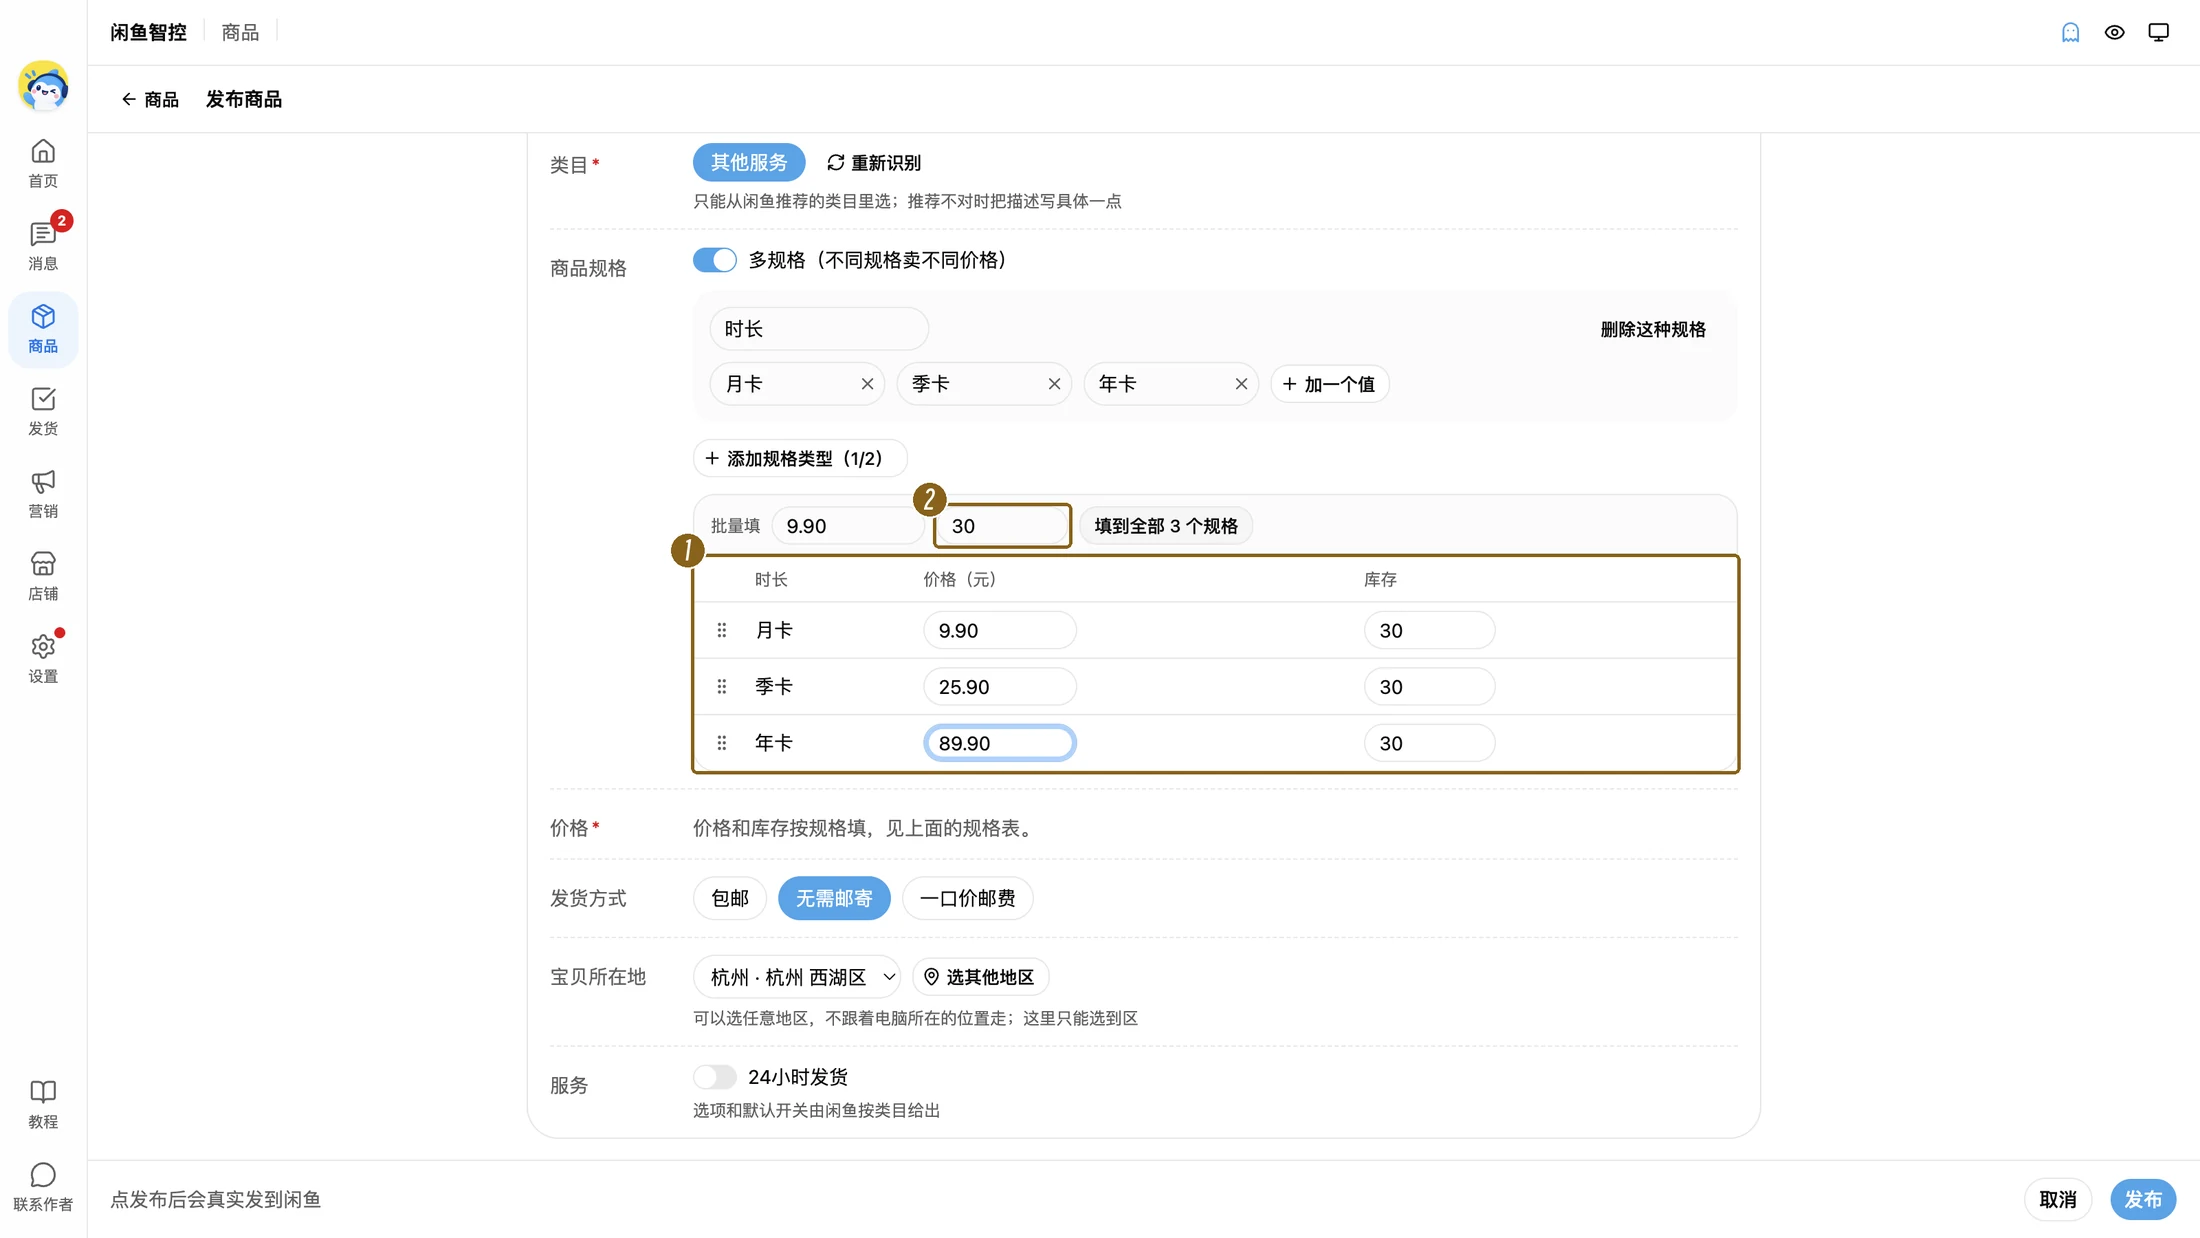 闲鱼智控
商品
← 商品
发布商品
首页
2
消息
商品
发货
营销
店铺
设置
教程
联系作者
类目*
其他服务
重新识别
只能从闲鱼推荐的类目里选；推荐不对时把描述写具体一点
商品规格
多规格（不同规格卖不同价格）
时长
删除这种规格
月卡 ×
季卡 ×
年卡 ×
+ 加一个值
+ 添加规格类型（1/2）
2
批量填
9.90
30
填到全部 3 个规格
1
时长
价格（元）
库存
月卡
9.90
30
季卡
25.90
30
年卡
89.90
30
价格*
价格和库存按规格填，见上面的规格表。
发货方式
包邮
无需邮寄
一口价邮费
宝贝所在地
杭州 · 杭州 西湖区
选其他地区
可以选任意地区，不跟着电脑所在的位置走；这里只能选到区
服务
24小时发货
选项和默认开关由闲鱼按类目给出
点发布后会真实发到闲鱼
取消
发布